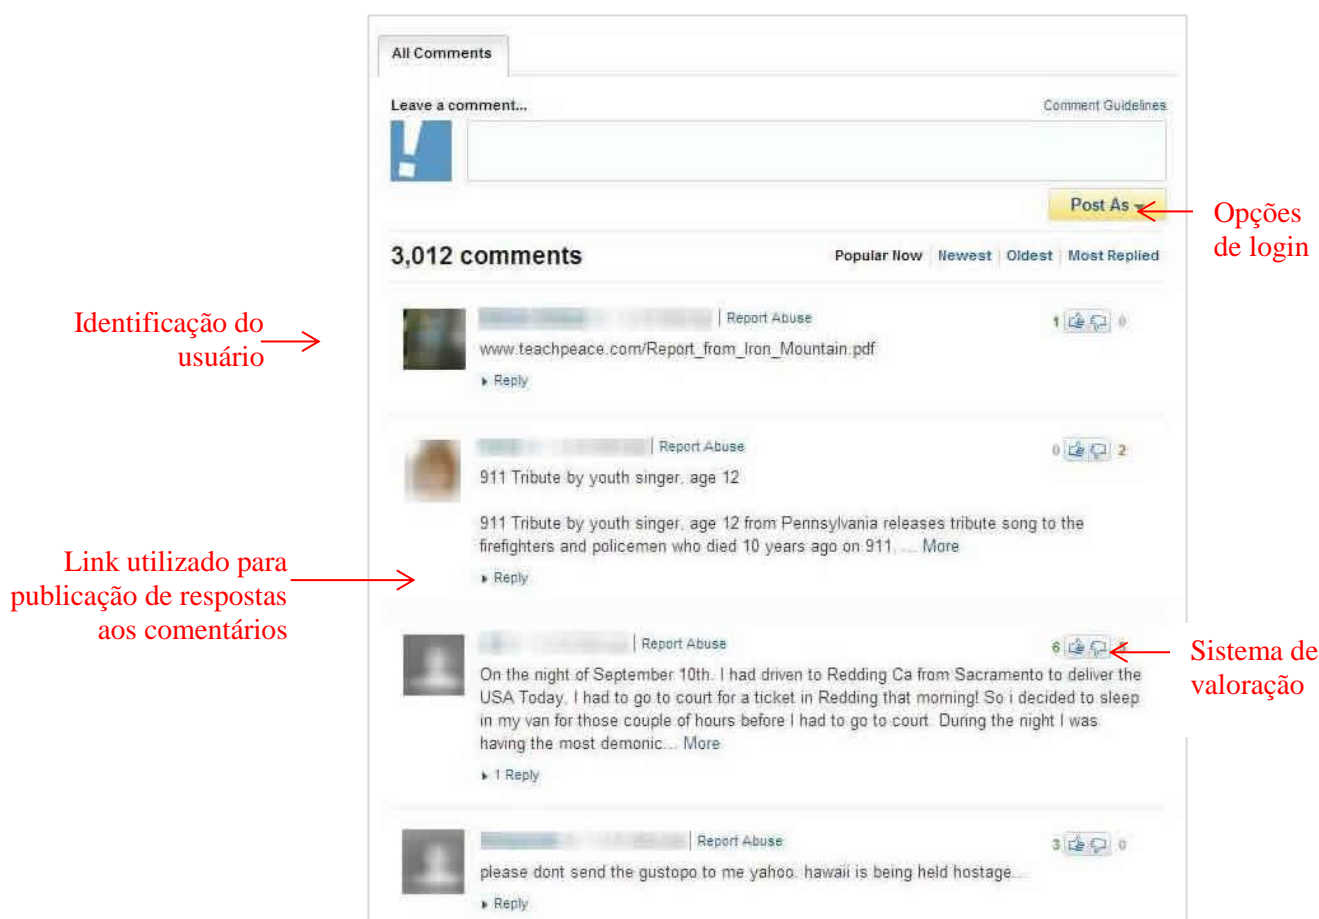 All Comments
Leave a comment...
Comment Guidelines
Post As
Opções
de login
3,012 comments
Popular Now Newest Oldest Most Replied
Identificação do
usuário
Report Abuse
1 0
www.teachpeace.com/Report_from_Iron_Mountain.pdf
Reply
Report Abuse
0 2
911 Tribute by youth singer, age 12
911 Tribute by youth singer, age 12 from Pennsylvania releases tribute song to the
firefighters and policemen who died 10 years ago on 911. ... More
Reply
Link utilizado para
publicação de respostas
aos comentários
Report Abuse
6
Sistema de
valoração
On the night of September 10th. I had driven to Redding Ca from Sacramento to deliver the
USA Today, I had to go to court for a ticket in Redding that morning! So i decided to sleep
in my van for those couple of hours before I had to go to court. During the night I was
having the most demonic... More
1 Reply
Report Abuse
3 0
please dont send the gustopo to me yahoo. hawaii is being held hostage...
Reply